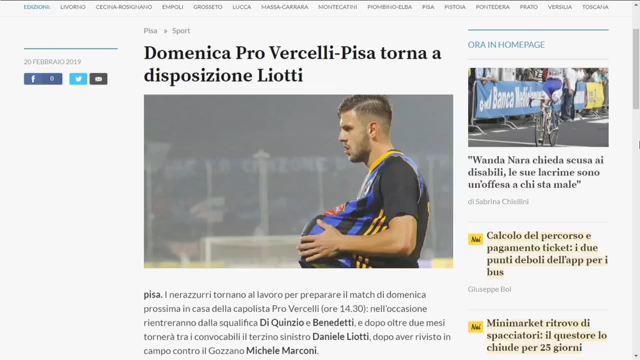 EDIZIONI: LIVORNO CECINA-ROSIGNANO EMPOLI GROSSETO LUCCA MASSA-CARRARA MONTECATINI PIOMBINO-ELBA PISA PISTOIA PONTEDERA PRATO VERSILIA TOSCANA
Pisa » Sport
Domenica Pro Vercelli-Pisa torna a
disposizione Liotti
20 FEBBRAIO 2019
0
pisa. I nerazzurri tornano al lavoro per preparare il match di domenica
prossima in casa della capolista Pro Vercelli (ore 14.30): nell'occasione
rientreranno dalla squalifica Di Quinzio e Benedetti, e dopo oltre due mesi
tornerà tra i convocabili il terzino sinistro Daniele Liotti, dopo aver rivisto in
campo contro il Gozzano Michele Marconi.
ORA IN HOMEPAGE
Banca Mediolanum
"Wanda Nara chieda scusa ai
disabili, le sue lacrime sono
un'offesa a chi sta male"
di Sabrina Chiellini
Noi Calcolo del percorso e
pagamento ticket: i due
punti deboli dell'app per i
bus
Giuseppe Boi
Noi Minimarket ritrovo di
spacciatori: il questore lo
chiude per 25 giorni